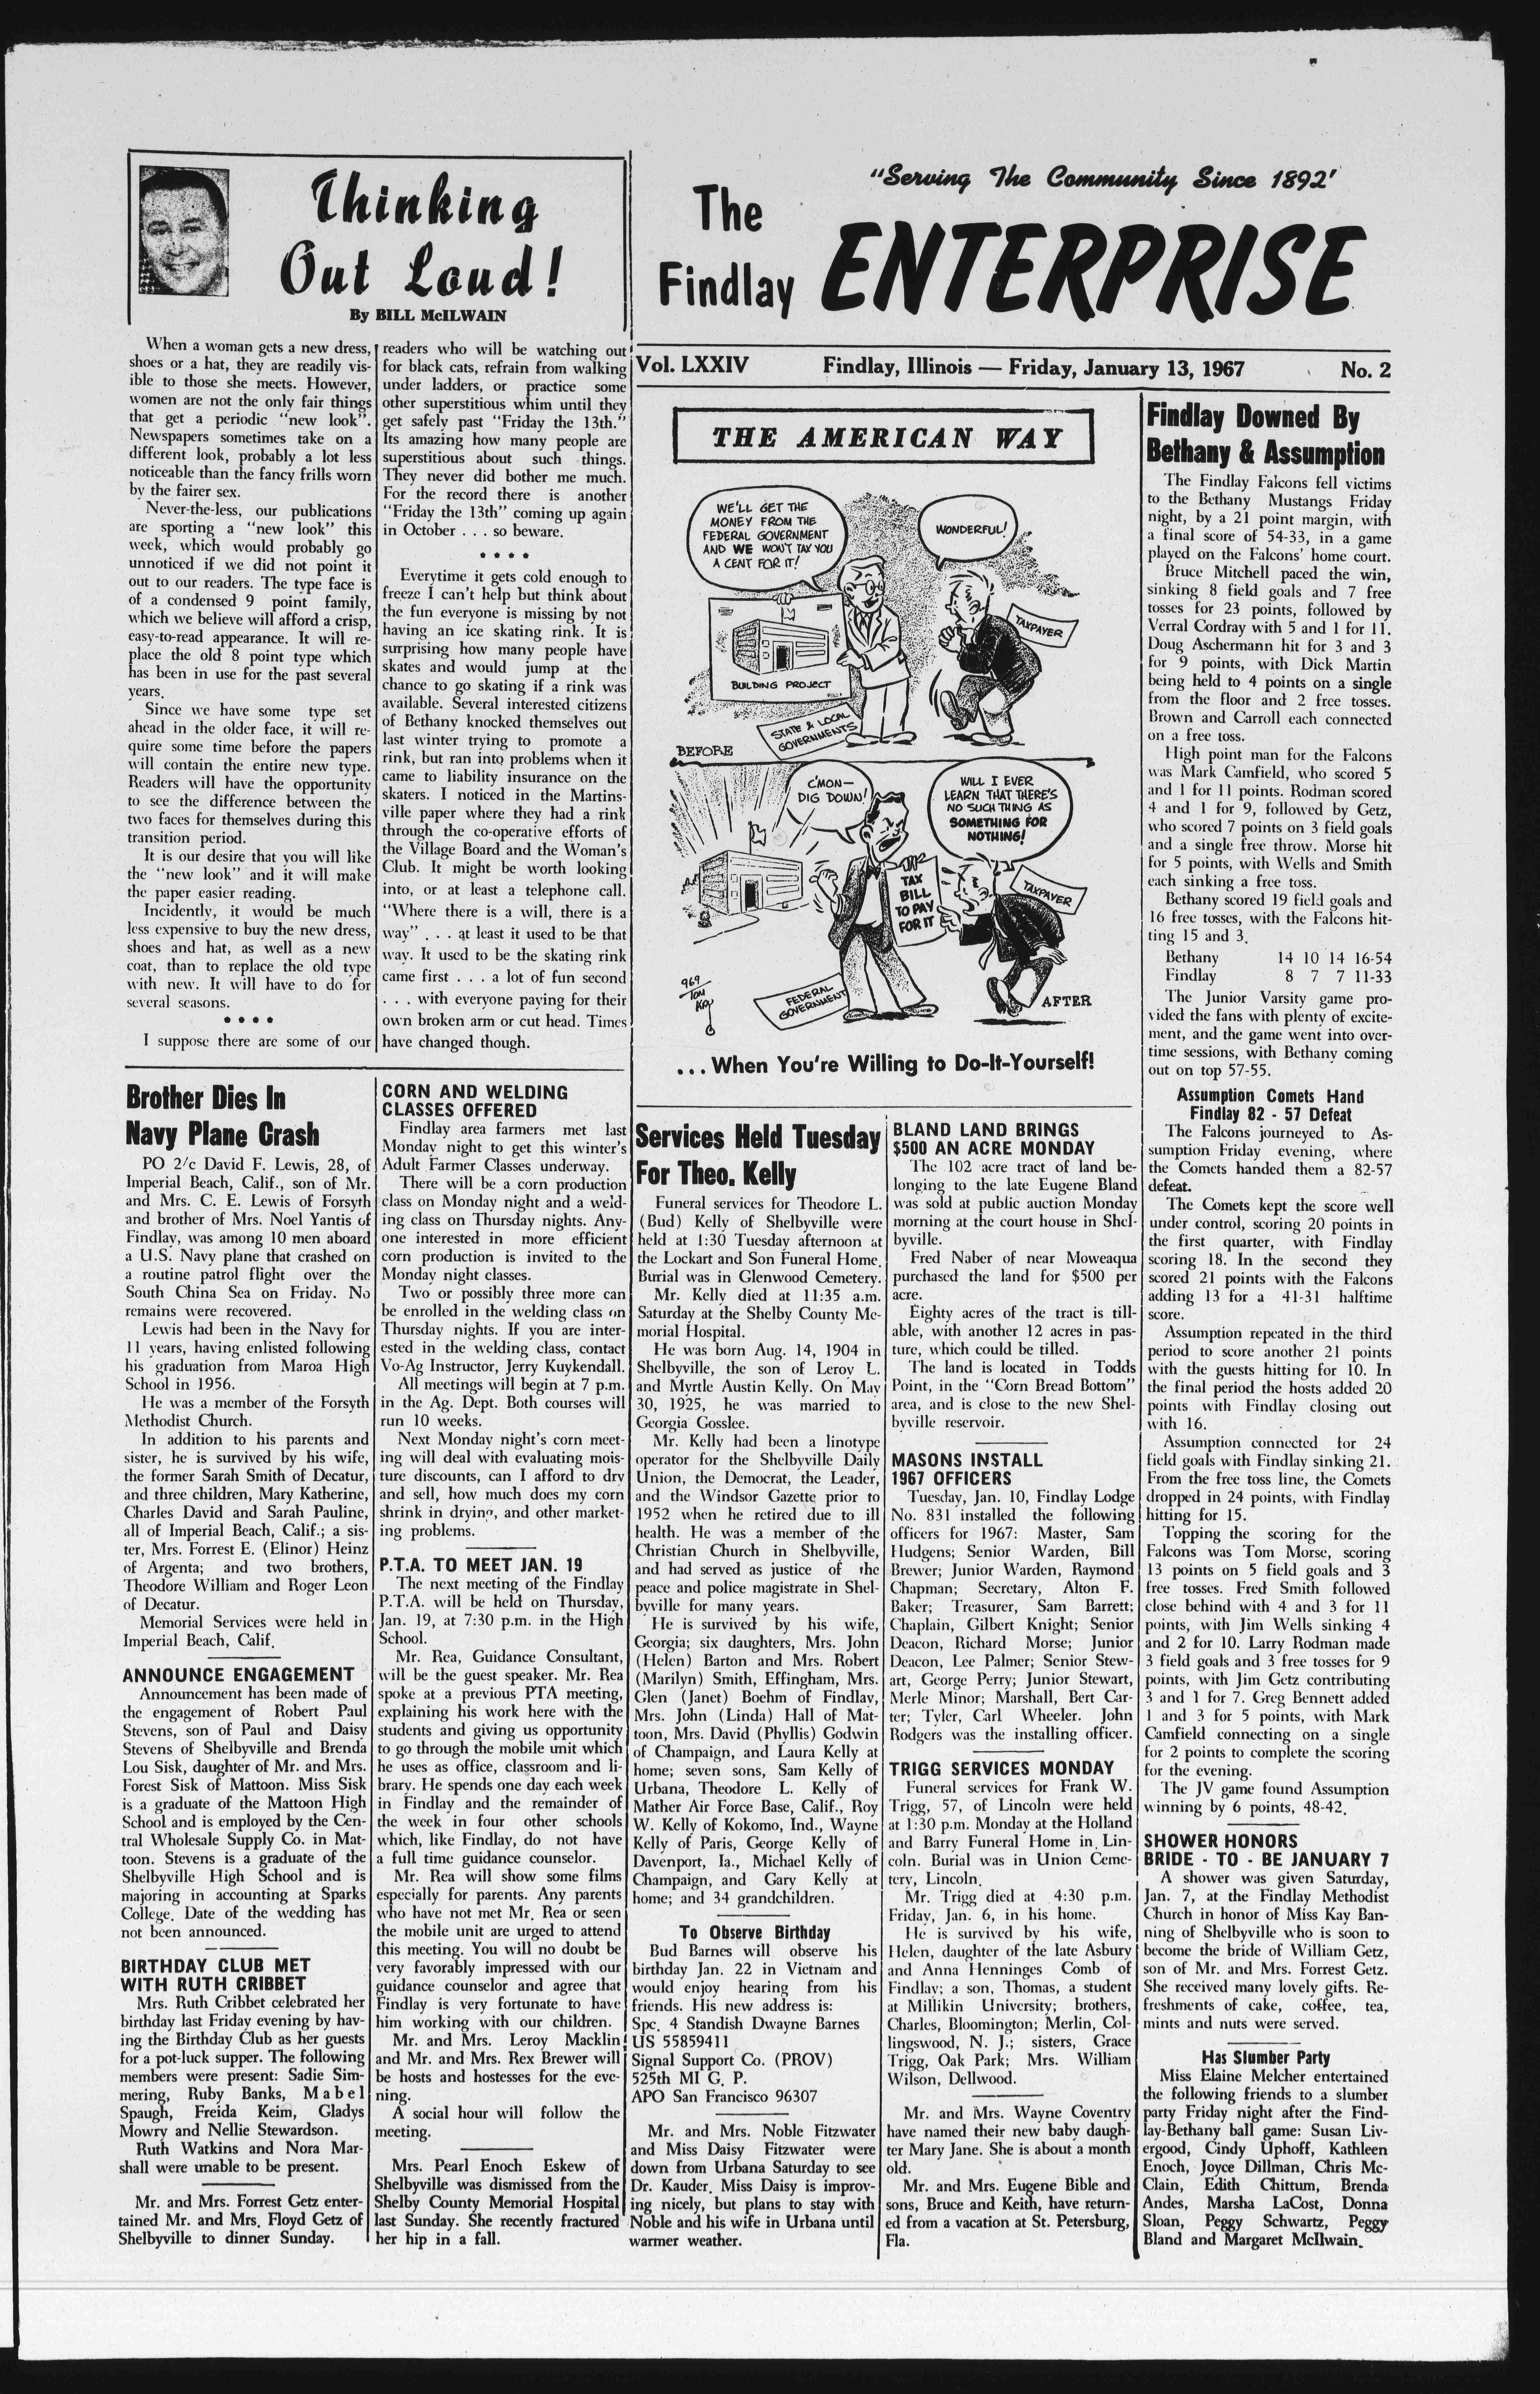 Thinking
Out Loud!
By BILL McILWAIN
"Serving The Community Since 1892'
The
Findlay
ENTERPRISE
Vol. LXXIV Findlay, Illinois — Friday, January 13, 1967 No. 2
When a woman gets a new dress,
shoes or a hat, they are readily vis-
ible to those she meets. However,
women are not the only fair things
that get a periodic "new look".
Newspapers sometimes take on a
different look, probably a lot less
noticeable than the fancy frills worn
by the fairer sex.
Never-the-less, our publications
are sporting a "new look" this
week, which would probably go
unnoticed if we did not point it
out to our readers. The type face is
of a condensed 9 point family,
which we believe will afford a crisp,
easy-to-read appearance. It will re-
place the old 8 point type which
has been in use for the past several
years.
Since we have some type set
ahead in the older face, it will re-
quire some time before the papers
will contain the entire new type.
Readers will have the opportunity
to see the difference between the
two faces for themselves during this
transition period.
It is our desire that you will like
the "new look" and it will make
the paper easier reading.
Incidently, it would be much
less expensive to buy the new dress,
shoes and hat, as well as a new
coat, than to replace the old type
with new. It will have to do for
several seasons.
* * * *
I suppose there are some of our
readers who will be watching out
for black cats, refrain from walking
under ladders, or practice some
other superstitious whim until they
get safely past "Friday the 13th."
Its amazing how many people are
superstitious about such things.
They never did bother me much.
For the record there is another
"Friday the 13th" coming up again
in October . . . so beware.
* * * *
Everytime it gets cold enough to
freeze I can't help but think about
the fun everyone is missing by not
having an ice skating rink. It is
surprising how many people have
skates and would jump at the
chance to go skating if a rink was
available. Several interested citizens
of Bethany knocked themselves out
last winter trying to promote a
rink, but ran into problems when it
came to liability insurance on the
skaters. I noticed in the Martins-
ville paper where they had a rink
through the co-operative efforts of
the Village Board and the Woman's
Club. It might be worth looking
into, or at least a telephone call.
"Where there is a will, there is a
way" . . . at least it used to be that
way. It used to be the skating rink
came first . . . a lot of fun second
. . . with everyone paying for their
own broken arm or cut head. Times
have changed though.
THE AMERICAN WAY
WE'LL GET THE
MONEY FROM THE
FEDERAL GOVERNMENT
AND WE WON'T TAX YOU
A CENT FOR IT!
WONDERFUL!
TAXPAYER
BUILDING PROJECT
STATE & LOCAL
GOVERNMENTS
BEFORE
C'MON—
DIG DOWN!
WILL I EVER
LEARN THAT THERE'S
NO SUCH THING AS
SOMETHING FOR
NOTHING!
TAX
BILL
TO PAY
FOR IT
TAXPAYER
969
FEDERAL
GOVERNMENT
AFTER
...When You're Willing to Do-It-Yourself!
Brother Dies In
Navy Plane Crash
PO 2/c David F. Lewis, 28, of
Imperial Beach, Calif., son of Mr.
and Mrs. C. E. Lewis of Forsyth
and brother of Mrs. Noel Yantis of
Findlay, was among 10 men aboard
a U.S. Navy plane that crashed on
a routine patrol flight over the
South China Sea on Friday. No
remains were recovered.
Lewis had been in the Navy for
11 years, having enlisted following
his graduation from Maroa High
School in 1956.
He was a member of the Forsyth
Methodist Church.
In addition to his parents and
sister, he is survived by his wife,
the former Sarah Smith of Decatur,
and three children, Mary Katherine,
Charles David and Sarah Pauline,
all of Imperial Beach, Calif.; a sis-
ter, Mrs. Forrest E. (Elinor) Heinz
of Argenta; and two brothers,
Theodore William and Roger Leon
of Decatur.
Memorial Services were held in
Imperial Beach, Calif.
ANNOUNCE ENGAGEMENT
Announcement has been made of
the engagement of Robert Paul
Stevens, son of Paul and Daisy
Stevens of Shelbyville and Brenda
Lou Sisk, daughter of Mr. and Mrs.
Forest Sisk of Mattoon. Miss Sisk
is a graduate of the Mattoon High
School and is employed by the Cen-
tral Wholesale Supply Co. in Mat-
toon. Stevens is a graduate of the
Shelbyville High School and is
majoring in accounting at Sparks
College. Date of the wedding has
not been announced.
BIRTHDAY CLUB MET
WITH RUTH CRIBBET
Mrs. Ruth Cribbet celebrated her
birthday last Friday evening by hav-
ing the Birthday Club as her guests
for a pot-luck supper. The following
members were present: Sadie Sim-
mering, Ruby Banks, Mabel
Spaugh, Freida Keim, Gladys
Mowry and Nellie Stewardson.
Ruth Watkins and Nora Mar-
shall were unable to be present.
Mr. and Mrs. Forrest Getz enter-
tained Mr. and Mrs. Floyd Getz of
Shelbyville to dinner Sunday.
CORN AND WELDING
CLASSES OFFERED
Findlay area farmers met last
Monday night to get this winter's
Adult Farmer Classes underway.
There will be a corn production
class on Monday night and a weld-
ing class on Thursday nights. Any-
one interested in more efficient
corn production is invited to the
Monday night classes.
Two or possibly three more can
be enrolled in the welding class on
Thursday nights. If you are inter-
ested in the welding class, contact
Vo-Ag Instructor, Jerry Kuykendall.
All meetings will begin at 7 p.m.
in the Ag. Dept. Both courses will
run 10 weeks.
Next Monday night's corn meet-
ing will deal with evaluating mois-
ture discounts, can I afford to dry
and sell, how much does my corn
shrink in drying, and other market-
ing problems.
P.T.A. TO MEET JAN. 19
The next meeting of the Findlay
P.T.A. will be held on Thursday,
Jan. 19, at 7:30 p.m. in the High
School.
Mr. Rea, Guidance Consultant,
will be the guest speaker. Mr. Rea
spoke at a previous PTA meeting,
explaining his work here with the
students and giving us opportunity
to go through the mobile unit which
he uses as office, classroom and li-
brary. He spends one day each week
in Findlay and the remainder of
the week in four other schools
which, like Findlay, do not have
a full time guidance counselor.
Mr. Rea will show some films
especially for parents. Any parents
who have not met Mr. Rea or seen
the mobile unit are urged to attend
this meeting. You will no doubt be
very favorably impressed with our
guidance counselor and agree that
Findlay is very fortunate to have
him working with our children.
Mr. and Mrs. Leroy Macklin
and Mr. and Mrs. Rex Brewer will
be hosts and hostesses for the eve-
ning.
A social hour will follow the
meeting.
Mrs. Pearl Enoch Eskew of
Shelbyville was dismissed from the
Shelby County Memorial Hospital
last Sunday. She recently fractured
her hip in a fall.
Services Held Tuesday
For Theo. Kelly
Funeral services for Theodore L.
(Bud) Kelly of Shelbyville were
held at 1:30 Tuesday afternoon at
the Lockart and Son Funeral Home.
Burial was in Glenwood Cemetery.
Mr. Kelly died at 11:35 a.m.
Saturday at the Shelby County Me-
morial Hospital.
He was born Aug. 14, 1904 in
Shelbyville, the son of Leroy L.
and Myrtle Austin Kelly. On May
30, 1925, he was married to
Georgia Gosslee.
Mr. Kelly had been a linotype
operator for the Shelbyville Daily
Union, the Democrat, the Leader,
and the Windsor Gazette prior to
1952 when he retired due to ill
health. He was a member of the
Christian Church in Shelbyville,
and had served as justice of the
peace and police magistrate in Shel-
byville for many years.
He is survived by his wife,
Georgia; six daughters, Mrs. John
(Helen) Barton and Mrs. Robert
(Marilyn) Smith, Effingham, Mrs.
Glen (Janet) Boehm of Findlay,
Mrs. John (Linda) Hall of Mat-
toon, Mrs. David (Phyllis) Godwin
of Champaign, and Laura Kelly at
home; seven sons, Sam Kelly of
Urbana, Theodore L. Kelly of
Mather Air Force Base, Calif., Roy
W. Kelly of Kokomo, Ind., Wayne
Kelly of Paris, George Kelly of
Davenport, Ia., Michael Kelly of
Champaign, and Gary Kelly at
home; and 34 grandchildren.
To Observe Birthday
Bud Barnes will observe his
birthday Jan. 22 in Vietnam and
would enjoy hearing from his
friends. His new address is:
Spc. 4 Standish Dwayne Barnes
US 55859411
Signal Support Co. (PROV)
525th MI G. P.
APO San Francisco 96307
Mr. and Mrs. Noble Fitzwater
and Miss Daisy Fitzwater were
down from Urbana Saturday to see
Dr. Kauder. Miss Daisy is improv-
ing nicely, but plans to stay with
Noble and his wife in Urbana until
warmer weather.
BLAND LAND BRINGS
$500 AN ACRE MONDAY
The 102 acre tract of land be-
longing to the late Eugene Bland
was sold at public auction Monday
morning at the court house in Shel-
byville.
Fred Naber of near Moweaqua
purchased the land for $500 per
acre.
Eighty acres of the tract is till-
able, with another 12 acres in pas-
ture, which could be tilled.
The land is located in Todds
Point, in the "Corn Bread Bottom"
area, and is close to the new Shel-
byville reservoir.
MASONS INSTALL
1967 OFFICERS
Tuesday, Jan. 10, Findlay Lodge
No. 831 installed the following
officers for 1967: Master, Sam
Hudgens; Senior Warden, Bill
Brewer; Junior Warden, Raymond
Chapman; Secretary, Alton F.
Baker; Treasurer, Sam Barrett;
Chaplain, Gilbert Knight; Senior
Deacon, Richard Morse; Junior
Deacon, Lee Palmer; Senior Stew-
art, George Perry; Junior Stewart,
Merle Minor; Marshall, Bert Car-
ter; Tyler, Carl Wheeler. John
Rodgers was the installing officer.
TRIGG SERVICES MONDAY
Funeral services for Frank W.
Trigg, 57, of Lincoln were held
at 1:30 p.m. Monday at the Holland
and Barry Funeral Home in Lin-
coln. Burial was in Union Ceme-
tery, Lincoln.
Mr. Trigg died at 4:30 p.m.
Friday, Jan. 6, in his home.
He is survived by his wife,
Helen, daughter of the late Asbury
and Anna Henninges Comb of
Findlay; a son, Thomas, a student
at Millikin University; brothers,
Charles, Bloomington; Merlin, Col-
lingswood, N. J.; sisters, Grace
Trigg, Oak Park; Mrs. William
Wilson, Dellwood.
Mr. and Mrs. Wayne Coventry
have named their new baby daugh-
ter Mary Jane. She is about a month
old.
Mr. and Mrs. Eugene Bible and
sons, Bruce and Keith, have return-
ed from a vacation at St. Petersburg,
Fla.
Findlay Downed By
Bethany & Assumption
The Findlay Falcons fell victims
to the Bethany Mustangs Friday
night, by a 21 point margin, with
a final score of 54-33, in a game
played on the Falcons' home court.
Bruce Mitchell paced the win,
sinking 8 field goals and 7 free
tosses for 23 points, followed by
Verral Cordray with 5 and 1 for 11.
Doug Aschermann hit for 3 and 3
for 9 points, with Dick Martin
being held to 4 points on a single
from the floor and 2 free tosses.
Brown and Carroll each connected
on a free toss.
High point man for the Falcons
was Mark Camfield, who scored 5
and 1 for 11 points. Rodman scored
4 and 1 for 9, followed by Getz,
who scored 7 points on 3 field goals
and a single free throw. Morse hit
for 5 points, with Wells and Smith
each sinking a free toss.
Bethany scored 19 field goals and
16 free tosses, with the Falcons hit-
ting 15 and 3.
Bethany 14 10 14 16-54
Findlay 8 7 7 11-33
The Junior Varsity game pro-
vided the fans with plenty of excite-
ment, and the game went into over-
time sessions, with Bethany coming
out on top 57-55.
Assumption Comets Hand
Findlay 82 - 57 Defeat
The Falcons journeyed to As-
sumption Friday evening, where
the Comets handed them a 82-57
defeat.
The Comets kept the score well
under control, scoring 20 points in
the first quarter, with Findlay
scoring 18. In the second they
scored 21 points with the Falcons
adding 13 for a 41-31 halftime
score.
Assumption repeated in the third
period to score another 21 points
with the guests hitting for 10. In
the final period the hosts added 20
points with Findlay closing out
with 16.
Assumption connected for 24
field goals with Findlay sinking 21.
From the free toss line, the Comets
dropped in 24 points, with Findlay
hitting for 15.
Topping the scoring for the
Falcons was Tom Morse, scoring
13 points on 5 field goals and 3
free tosses. Fred Smith followed
close behind with 4 and 3 for 11
points, with Jim Wells sinking 4
and 2 for 10. Larry Rodman made
3 field goals and 3 free tosses for 9
points, with Jim Getz contributing
3 and 1 for 7. Greg Bennett added
1 and 3 for 5 points, with Mark
Camfield connecting on a single
for 2 points to complete the scoring
for the evening.
The JV game found Assumption
winning by 6 points, 48-42.
SHOWER HONORS
BRIDE - TO - BE JANUARY 7
A shower was given Saturday,
Jan. 7, at the Findlay Methodist
Church in honor of Miss Kay Ban-
ning of Shelbyville who is soon to
become the bride of William Getz,
son of Mr. and Mrs. Forrest Getz.
She received many lovely gifts. Re-
freshments of cake, coffee, tea,
mints and nuts were served.
Has Slumber Party
Miss Elaine Melcher entertained
the following friends to a slumber
party Friday night after the Find-
lay-Bethany ball game: Susan Liv-
ergood, Cindy Uphoff, Kathleen
Enoch, Joyce Dillman, Chris Mc-
Clain, Edith Chittum, Brenda
Andes, Marsha LaCost, Donna
Sloan, Peggy Schwartz, Peggy
Bland and Margaret McIlwain.